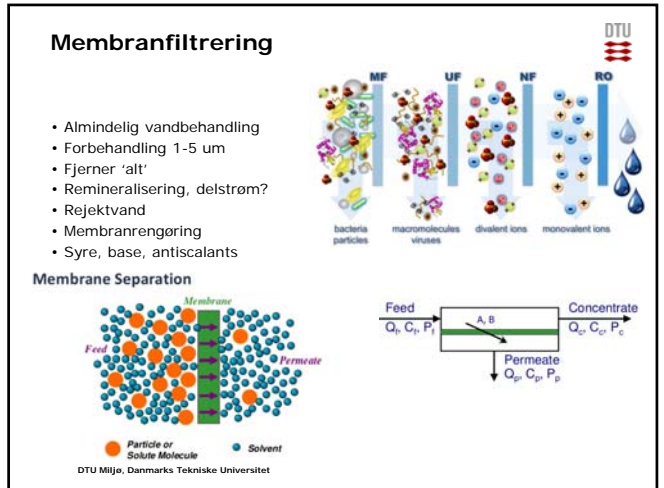 Membranfiltrering
DTU
• Almindelig vandbehandling
• Forbehandling 1-5 um
• Fjerner 'alt'
• Remineralisering, delstrøm?
• Rejektvand
• Membranrengøring
• Syre, base, antiscalants
MF UF NF RO
bacteria particles
macromolecules viruses
divalent ions
monovalent ions
Membrane Separation
Membrane
Feed
Permeate
Particle or
Solute Molecule
Solvent
Feed
Qf, Cf, Pf
A, B
Concentrate
Qc, Cc, Pc
Permeate
Qp, Cp, Pp
DTU Miljø, Danmarks Tekniske Universitet